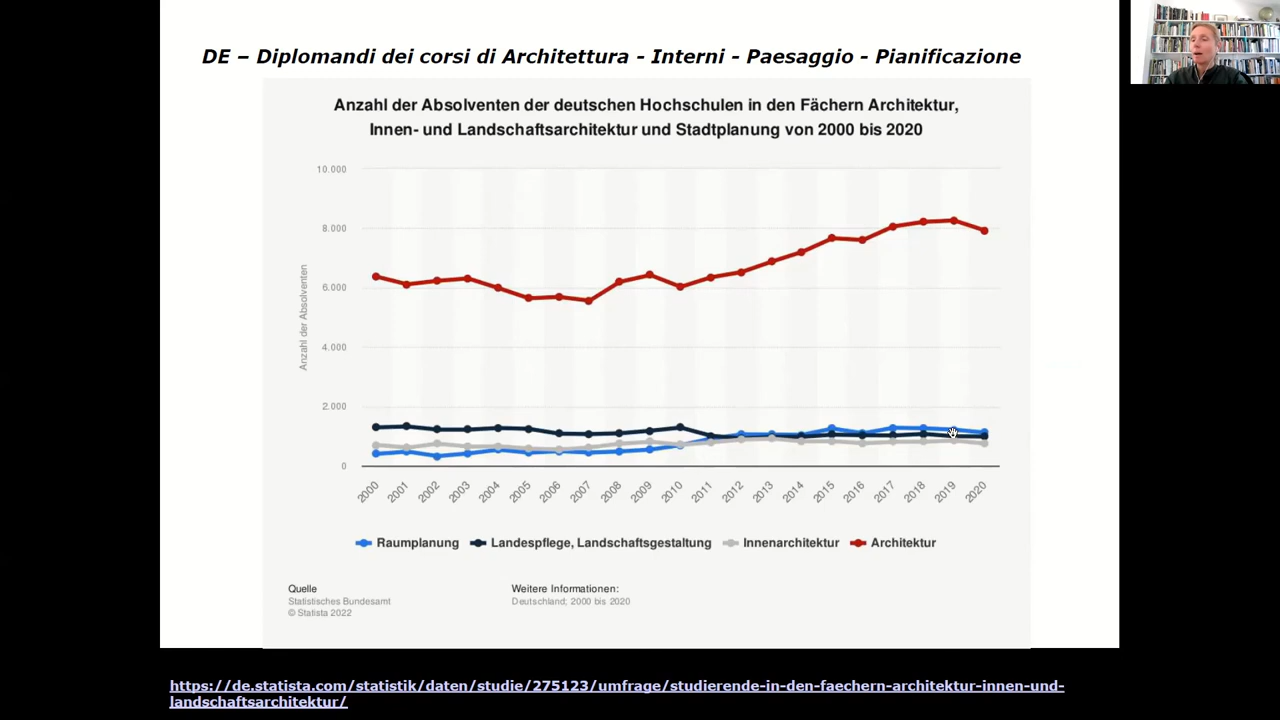 DE – Diplomandi dei corsi di Architettura - Interni - Paesaggio - Pianificazione
Anzahl der Absolventen der deutschen Hochschulen in den Fächern Architektur,
Innen- und Landschaftsarchitektur und Stadtplanung von 2000 bis 2020
Anzahl der Absolventen
10.000
8.000
6.000
4.000
2.000
0
2000 2001 2002 2003 2004 2005 2006 2007 2008 2009 2010 2011 2012 2013 2014 2015 2016 2017 2018 2019 2020
Raumplanung Landespflege, Landschaftsgestaltung Innenarchitektur Architektur
Quelle
Statistisches Bundesamt
© Statista 2022
Weitere Informationen:
Deutschland; 2000 bis 2020
https://de.statista.com/statistik/daten/studie/275123/umfrage/studierende-in-den-faechern-architektur-innen-und-
landschaftsarchitektur/